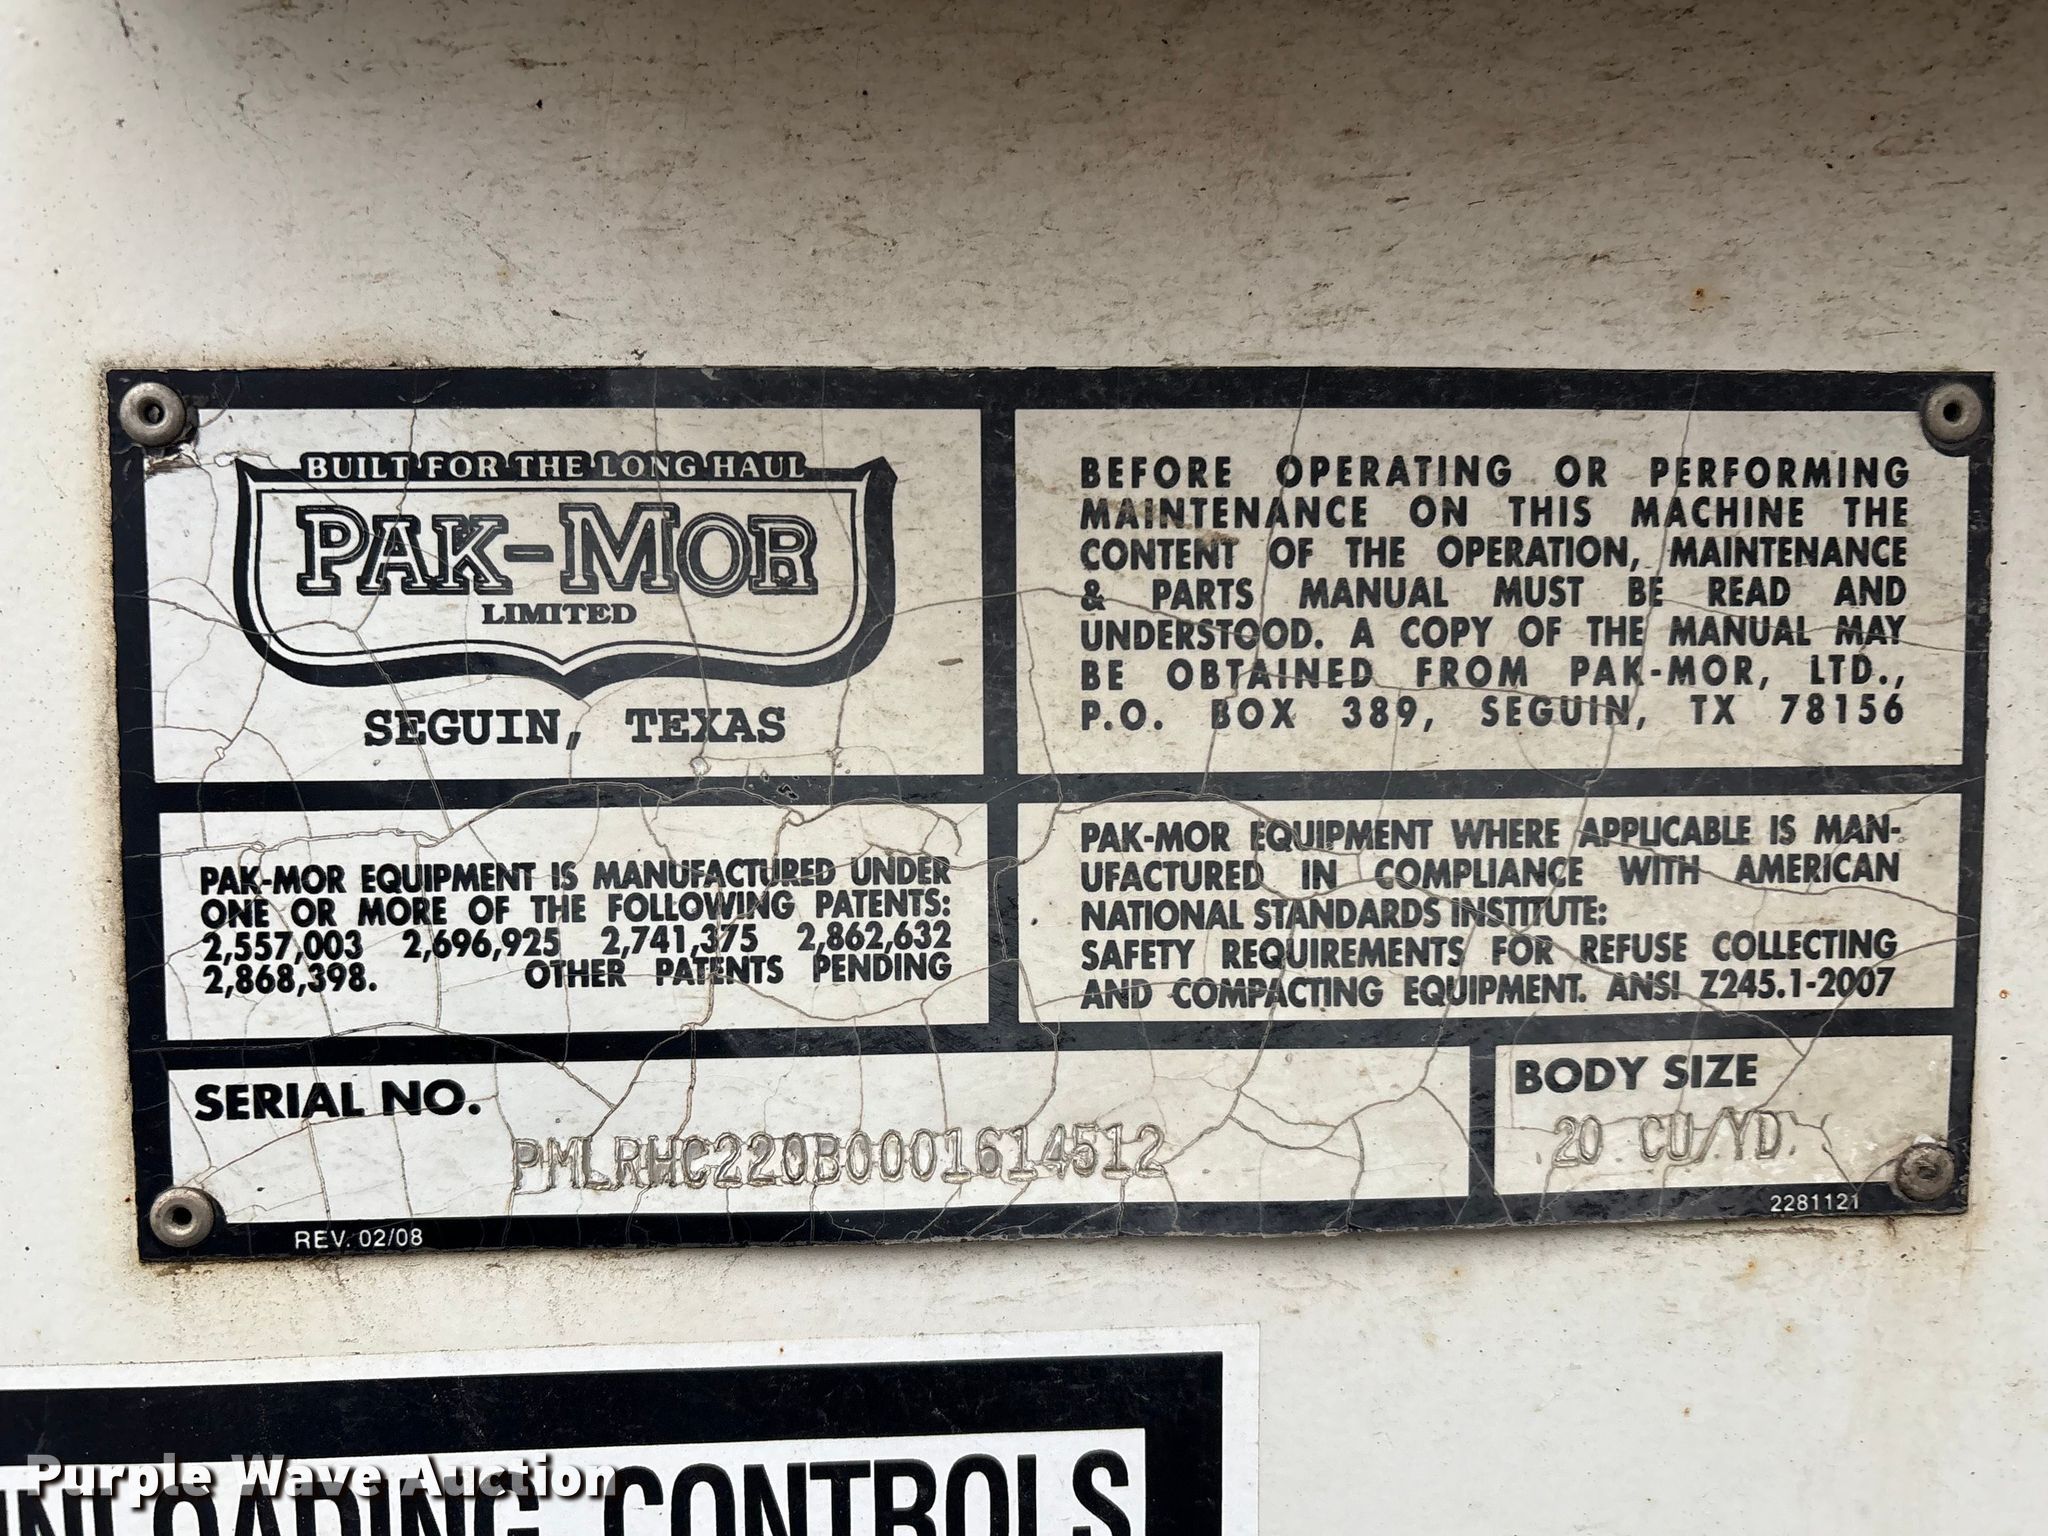 BUILT FOR THE LONG HAUL
PAK-MOR
LIMITED
SEGUIN, TEXAS
BEFORE OPERATING OR PERFORMING
MAINTENANCE ON THIS MACHINE THE
CONTENT OF THE OPERATION, MAINTENANCE
& PARTS MANUAL MUST BE READ AND
UNDERSTOOD. A COPY OF THE MANUAL MAY
BE OBTAINED FROM PAK-MOR, LTD.,
P.O. BOX 389, SEGUIN, TX 78156
PAK-MOR EQUIPMENT IS MANUFACTURED UNDER
ONE OR MORE OF THE FOLLOWING PATENTS:
2,557,003 2,696,925 2,741,375 2,862,632
2,868,398. OTHER PATENTS PENDING
PAK-MOR EQUIPMENT WHERE APPLICABLE IS MAN-
UFACTURED IN COMPLIANCE WITH AMERICAN
NATIONAL STANDARDS INSTITUTE:
SAFETY REQUIREMENTS FOR REFUSE COLLECTING
AND COMPACTING EQUIPMENT. ANSI Z245.1-2007
SERIAL NO.
PMLRHC220B0001614512
BODY SIZE
20 CU/YD.
REV. 02/08
2281121
UNLOADING CONTROLS
Purple Wave Auction